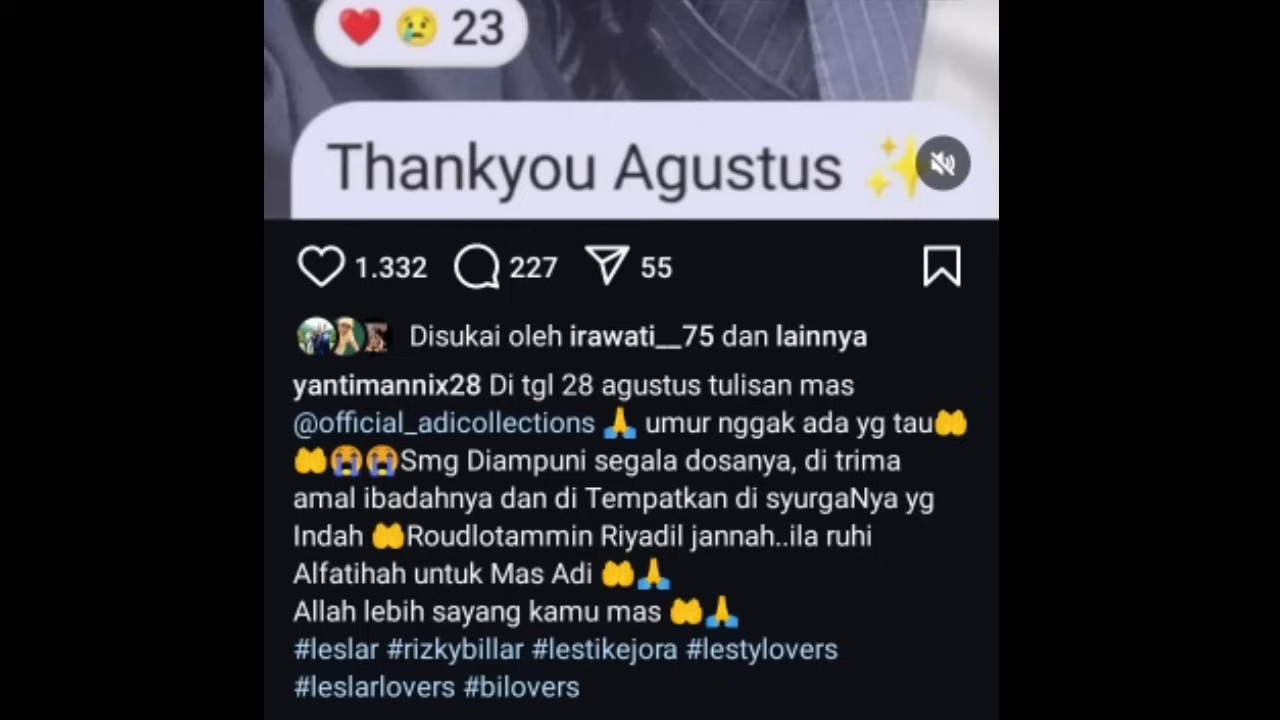 ❤️ 😢 23
Thankyou Agustus ✨
1.332 227 55
Disukai oleh irawati__75 dan lainnya
yantimannix28 Di tgl 28 agustus tulisan mas
@official_adicollections 🙏 umur nggak ada yg tau🤲
🤲😭😭Smg Diampuni segala dosanya, di trima
amal ibadahnya dan di Tempatkan di syurgaNya yg
Indah 🤲Roudlotammin Riyadil jannah..ila ruhi
Alfatihah untuk Mas Adi 🤲🙏
Allah lebih sayang kamu mas 🤲🙏
#leslar #rizkybillar #lestikejora #lestylovers
#leslarlovers #bilovers